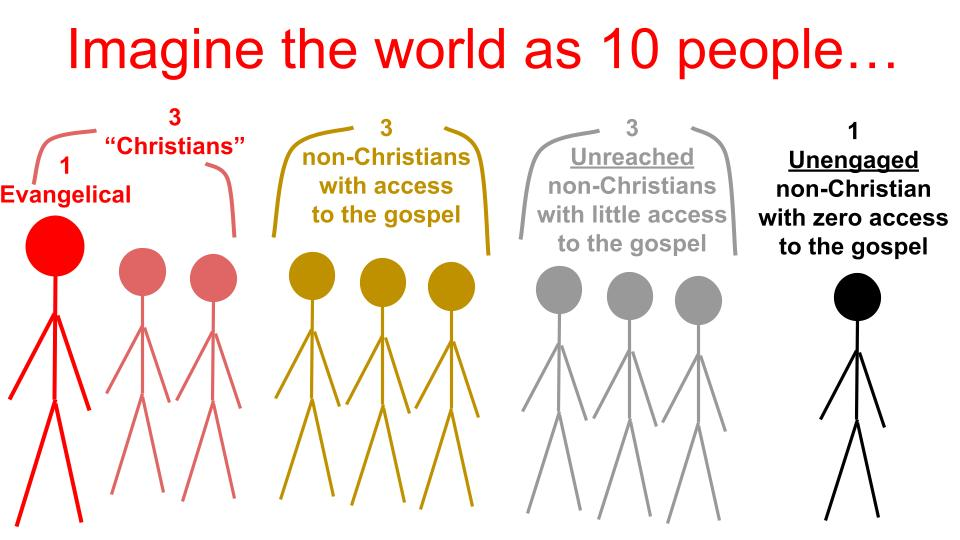 Imagine the world as 10 people…
3
“Christians”
1
Evangelical
3
non-Christians
with access
to the gospel
3
Unreached
non-Christians
with little access
to the gospel
1
Unengaged
non-Christian
with zero access
to the gospel